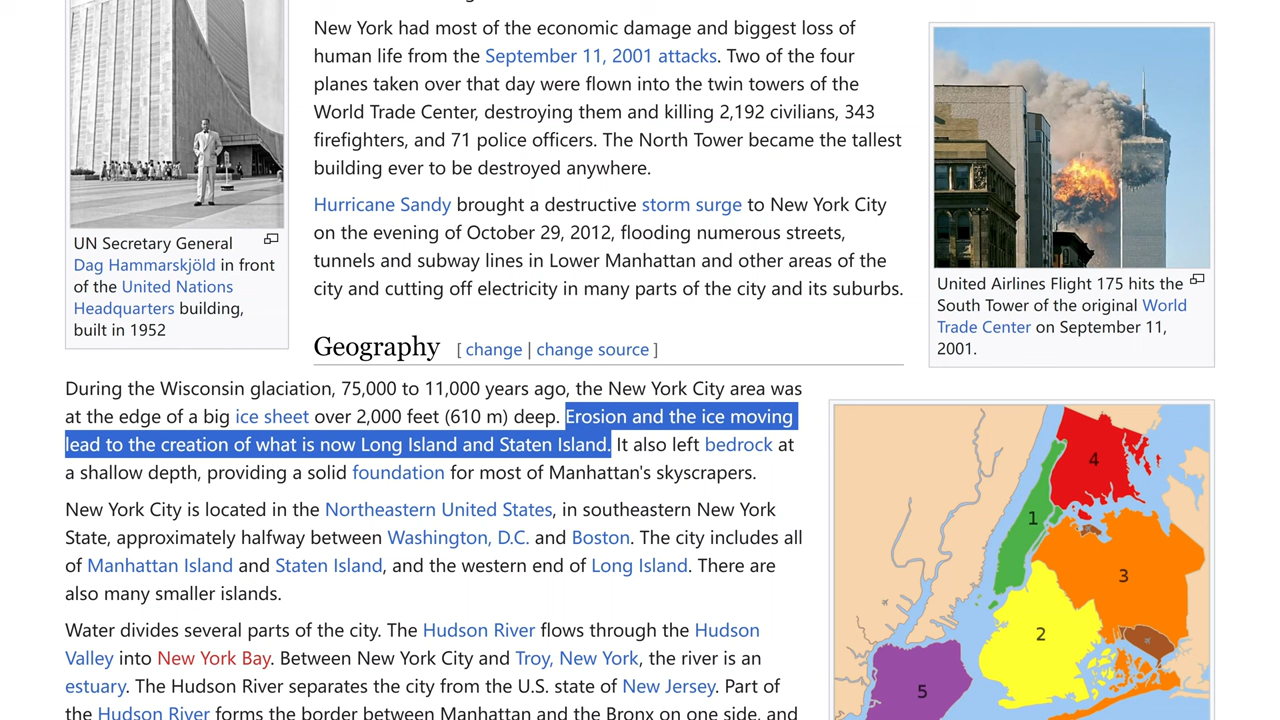 New York had most of the economic damage and biggest loss of
human life from the September 11, 2001 attacks. Two of the four
planes taken over that day were flown into the twin towers of the
World Trade Center, destroying them and killing 2,192 civilians, 343
firefighters, and 71 police officers. The North Tower became the tallest
building ever to be destroyed anywhere.
Hurricane Sandy brought a destructive storm surge to New York City
on the evening of October 29, 2012, flooding numerous streets,
tunnels and subway lines in Lower Manhattan and other areas of the
city and cutting off electricity in many parts of the city and its suburbs.
UN Secretary General
Dag Hammarskjöld in front
of the United Nations
Headquarters building,
built in 1952
United Airlines Flight 175 hits the
South Tower of the original World
Trade Center on September 11,
2001.
Geography [ change | change source ]
During the Wisconsin glaciation, 75,000 to 11,000 years ago, the New York City area was
at the edge of a big ice sheet over 2,000 feet (610 m) deep. Erosion and the ice moving
lead to the creation of what is now Long Island and Staten Island. It also left bedrock at
a shallow depth, providing a solid foundation for most of Manhattan's skyscrapers.
New York City is located in the Northeastern United States, in southeastern New York
State, approximately halfway between Washington, D.C. and Boston. The city includes all
of Manhattan Island and Staten Island, and the western end of Long Island. There are
also many smaller islands.
Water divides several parts of the city. The Hudson River flows through the Hudson
Valley into New York Bay. Between New York City and Troy, New York, the river is an
estuary. The Hudson River separates the city from the U.S. state of New Jersey. Part of
the Hudson River forms the border between Manhattan and the Bronx on one side, and
4
1
3
2
5